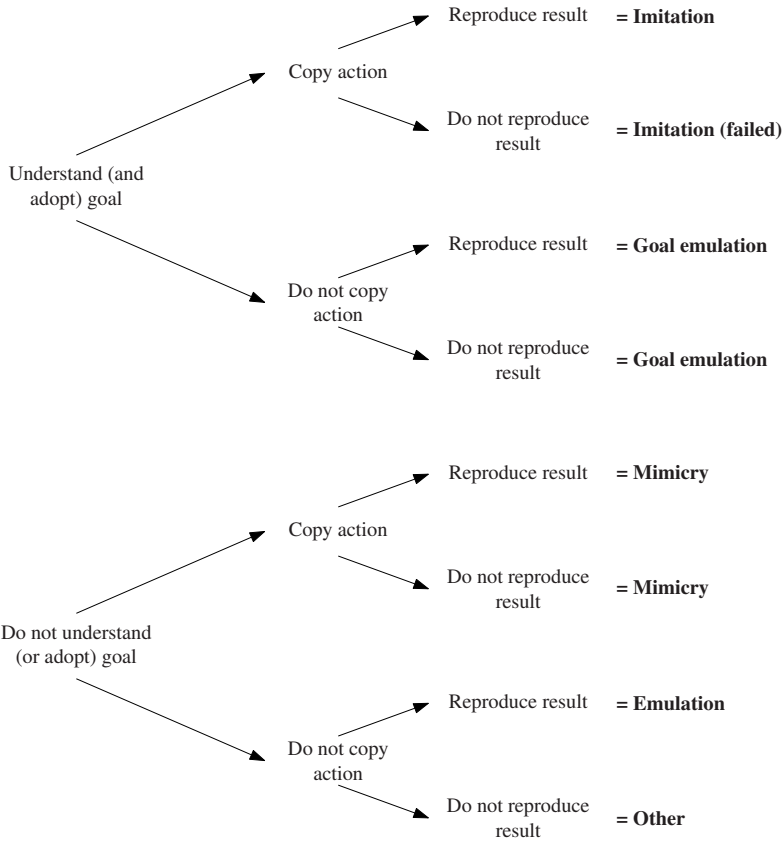 Reproduce result = Imitation
Copy action
Do not reproduce
result
= Imitation (failed)
Understand (and
adopt) goal
Reproduce result = Goal emulation
Do not copy
action
Do not reproduce
result
= Goal emulation
Reproduce result = Mimicry
Copy action
Do not reproduce
result
= Mimicry
Do not understand
(or adopt) goal
Reproduce result = Emulation
Do not copy
action
Do not reproduce
result
= Other